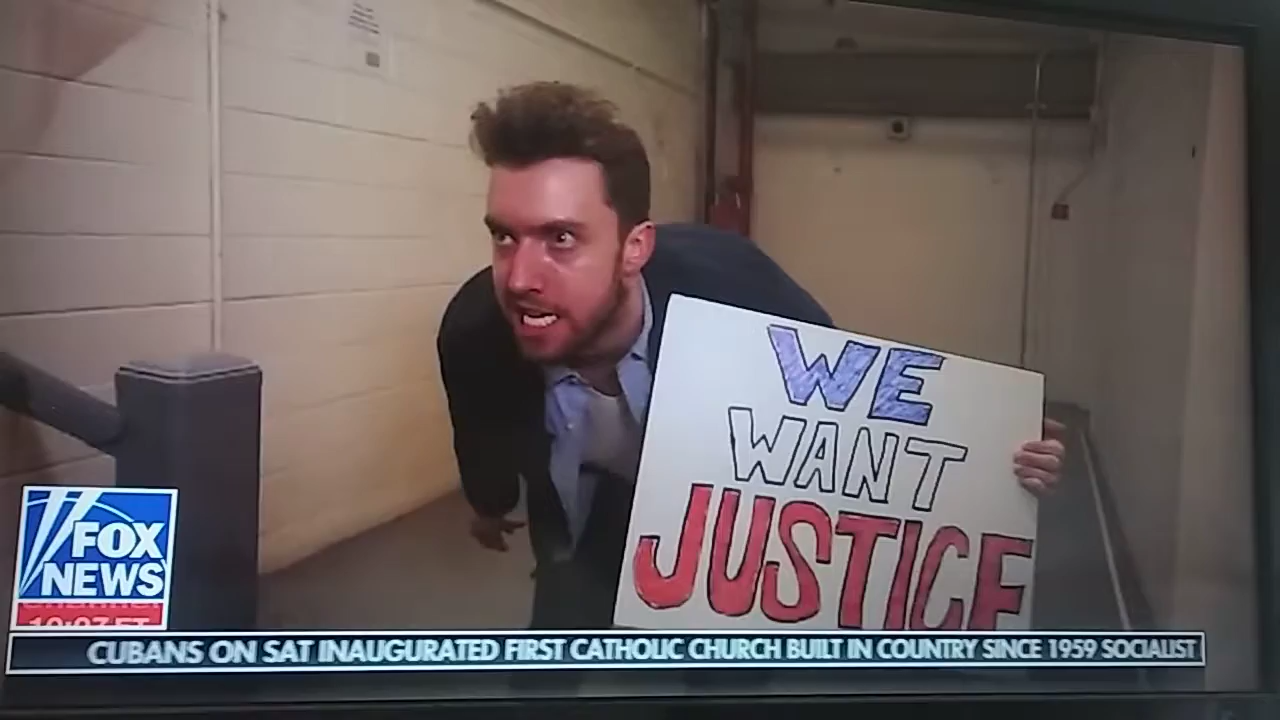 WE
WANT
JUSTICE
FOX
NEWS
CUBANS ON SAT INAUGURATED FIRST CATHOLIC CHURCH BUILT IN COUNTRY SINCE 1959 SOCIALIST